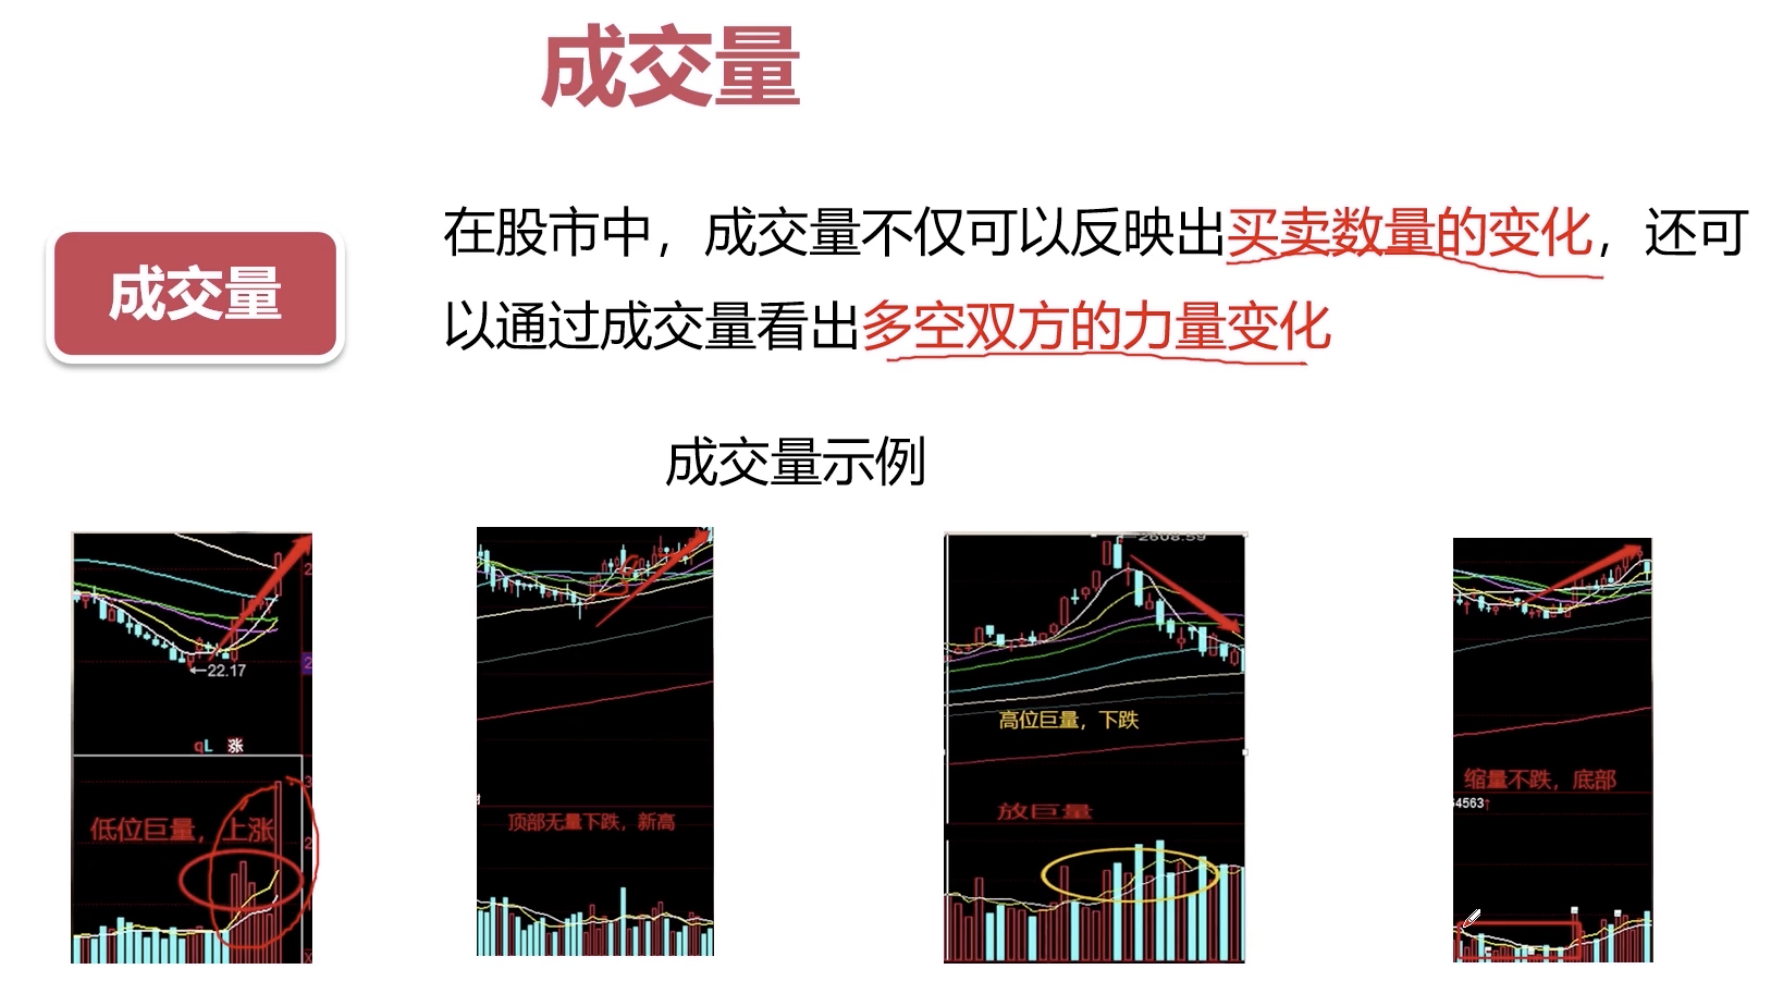 成交量
成交量
在股市中，成交量不仅可以反映出买卖数量的变化，还可
以通过成交量看出多空双方的力量变化
成交量示例
←22.17
qL 涨
低位巨量，上涨
顶部无量下跌，新高
←2608.59
高位巨量，下跌
放巨量
缩量不跌，底部
54563↑